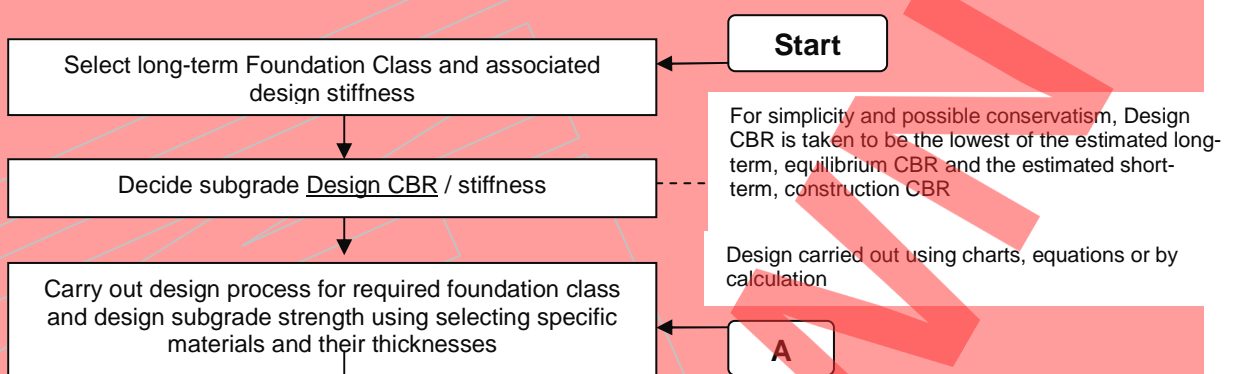 Start
Select long-term Foundation Class and associated
design stiffness
For simplicity and possible conservatism, Design
CBR is taken to be the lowest of the estimated long-
term, equilibrium CBR and the estimated short-
term, construction CBR
Decide subgrade Design CBR / stiffness
Design carried out using charts, equations or by
calculation
Carry out design process for required foundation class
and design subgrade strength using selecting specific
materials and their thicknesses
A